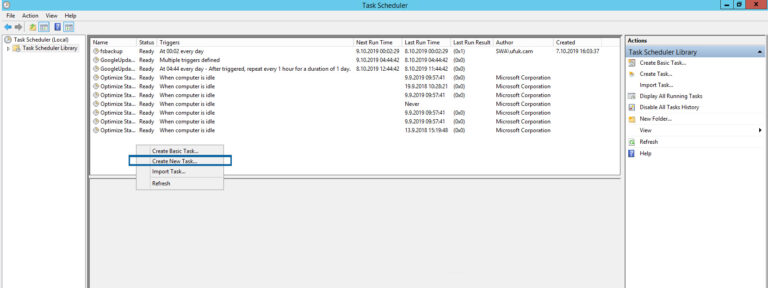 Task Scheduler
File Action View Help
Task Scheduler (Local)
Task Scheduler Library
Name Status Triggers Next Run Time Last Run Time Last Run Result Author Created
fsbackup Ready At 00:02 every day 9.10.2019 00:02:29 8.10.2019 00:02:29 (0x1) SWA\ufuk.cam 7.10.2019 16:03:37
GoogleUpda... Ready Multiple triggers defined 9.10.2019 04:44:42 8.10.2019 04:44:42 (0x0)
GoogleUpda... Ready At 04:44 every day - After triggered, repeat every 1 hour for a duration of 1 day. 8.10.2019 12:44:42 8.10.2019 11:44:42 (0x0)
Optimize Sta... Ready When computer is idle 9.9.2019 09:57:41 (0x0) Microsoft Corporation
Optimize Sta... Ready When computer is idle 19.9.2018 10:28:21 (0x0) Microsoft Corporation
Optimize Sta... Ready When computer is idle 9.9.2019 09:57:41 (0x0) Microsoft Corporation
Optimize Sta... Ready When computer is idle Never Microsoft Corporation
Optimize Sta... Ready When computer is idle 9.9.2019 09:57:41 (0x0) Microsoft Corporation
Optimize Sta... Ready When computer is idle 9.9.2019 09:57:41 (0x0) Microsoft Corporation
Optimize Sta... Ready When computer is idle 13.9.2018 15:19:48 (0x0) Microsoft Corporation
Create Basic Task...
Create New Task...
Import Task...
Refresh
Actions
Task Scheduler Library
Create Basic Task...
Create Task...
Import Task...
Display All Running Tasks
Disable All Tasks History
New Folder...
View
Refresh
Help